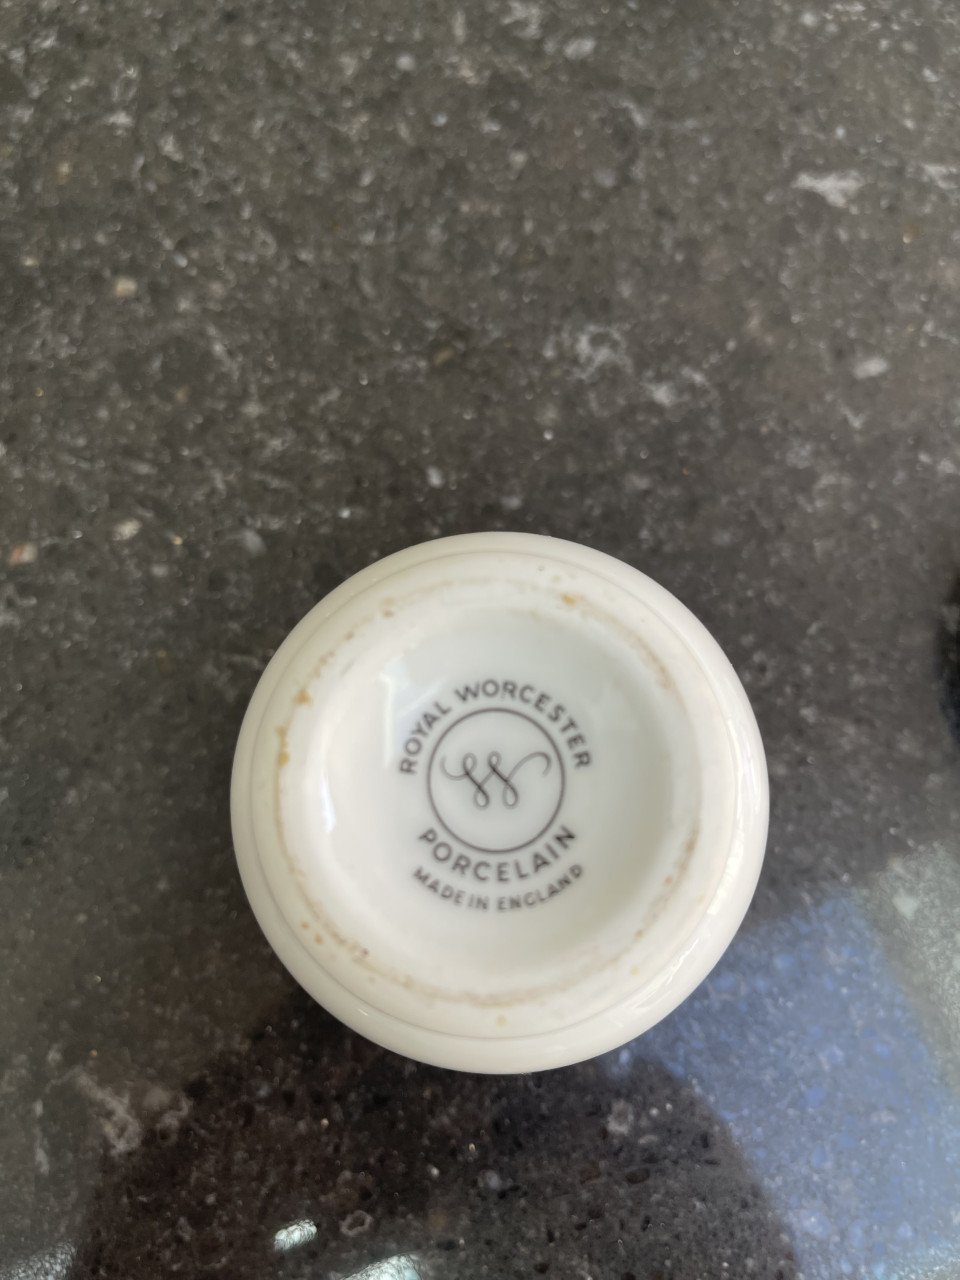 ROYAL WORCESTER
W
PORCELAIN
MADE IN ENGLAND